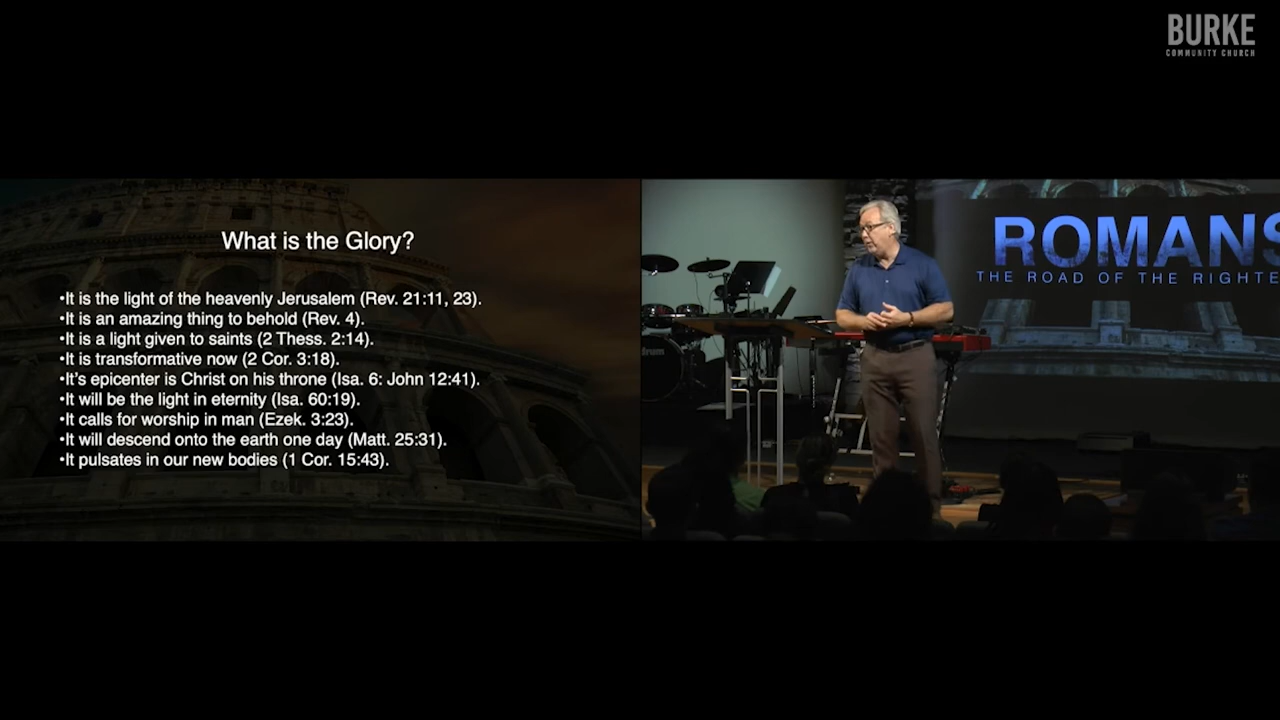 BURKE
COMMUNITY CHURCH
What is the Glory?
•It is the light of the heavenly Jerusalem (Rev. 21:11, 23).
•It is an amazing thing to behold (Rev. 4).
•It is a light given to saints (2 Thess. 2:14).
•It is transformative now (2 Cor. 3:18).
•It’s epicenter is Christ on his throne (Isa. 6: John 12:41).
•It will be the light in eternity (Isa. 60:19).
•It calls for worship in man (Ezek. 3:23).
•It will descend onto the earth one day (Matt. 25:31).
•It pulsates in our new bodies (1 Cor. 15:43).
ROMANS
THE ROAD OF THE RIGHTE
drum